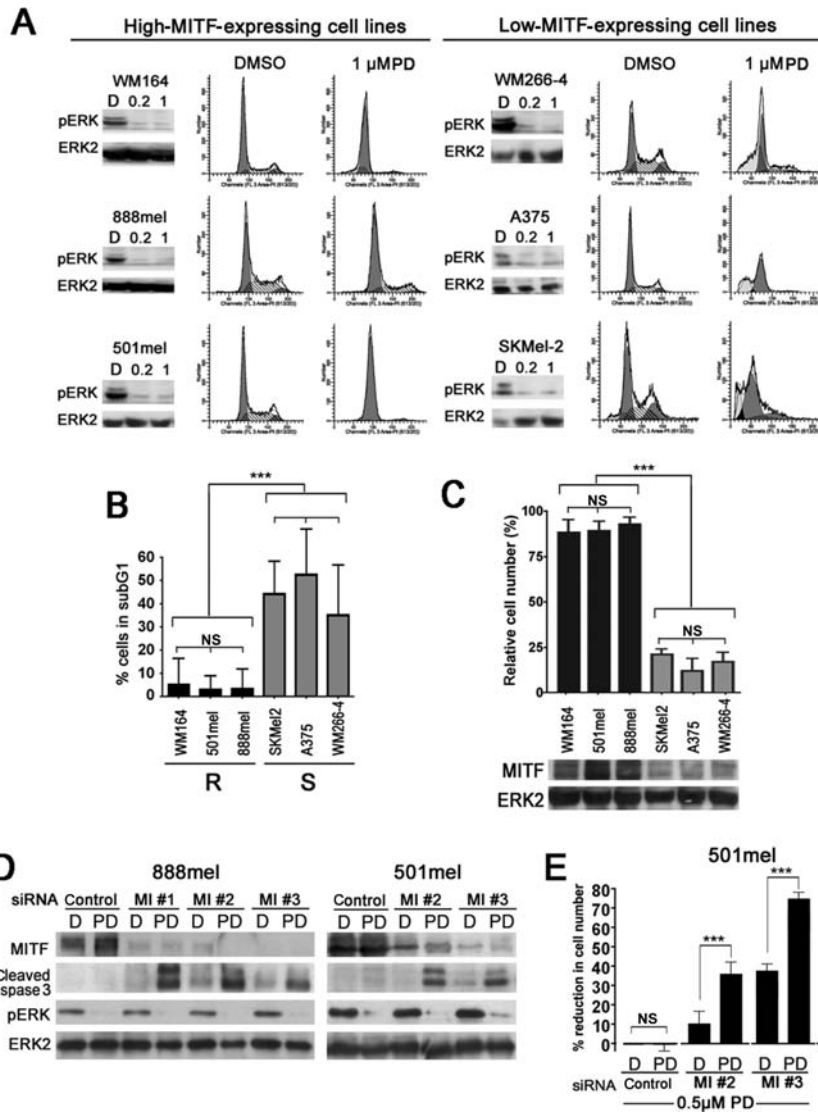 A
High-MITF-expressing cell lines
Low-MITF-expressing cell lines
WM164
DMSO
1 µMPD
WM266-4
DMSO
1 µMPD
D 0.2 1
pERK
ERK2
D 0.2 1
pERK
ERK2
888mel
D 0.2 1
pERK
ERK2
A375
D 0.2 1
pERK
ERK2
501mel
D 0.2 1
pERK
ERK2
SKMel-2
D 0.2 1
pERK
ERK2
B
***
% cells in subG1
60
50
40
30
20
10
0
NS
WM164
501mel
888mel
SKMel2
A375
WM266-4
R
S
C
***
Relative cell number (%)
100
75
50
25
0
NS
NS
WM164
501mel
888mel
SKMel2
A375
WM266-4
MITF
ERK2
D
888mel
501mel
siRNA
Control
MI #1
MI #2
MI #3
Control
MI #2
MI #3
D PD D PD D PD D PD
D PD D PD D PD
MITF
Cleaved
spase 3
pERK
ERK2
E
501mel
% reduction in cell number
80
70
60
50
40
30
20
10
10
NS
***
***
D PD D PD D PD
siRNA
Control
MI #2
MI #3
0.5µM PD